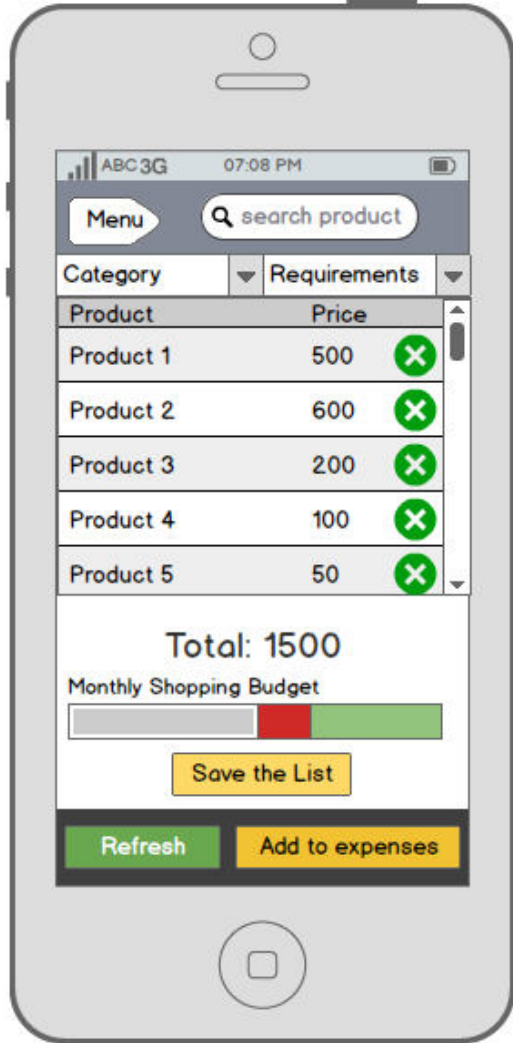 ABC 3G 07:08 PM
Menu search product
Category Requirements
Product Price
Product 1 500
Product 2 600
Product 3 200
Product 4 100
Product 5 50
Total: 1500
Monthly Shopping Budget
Save the List
Refresh Add to expenses